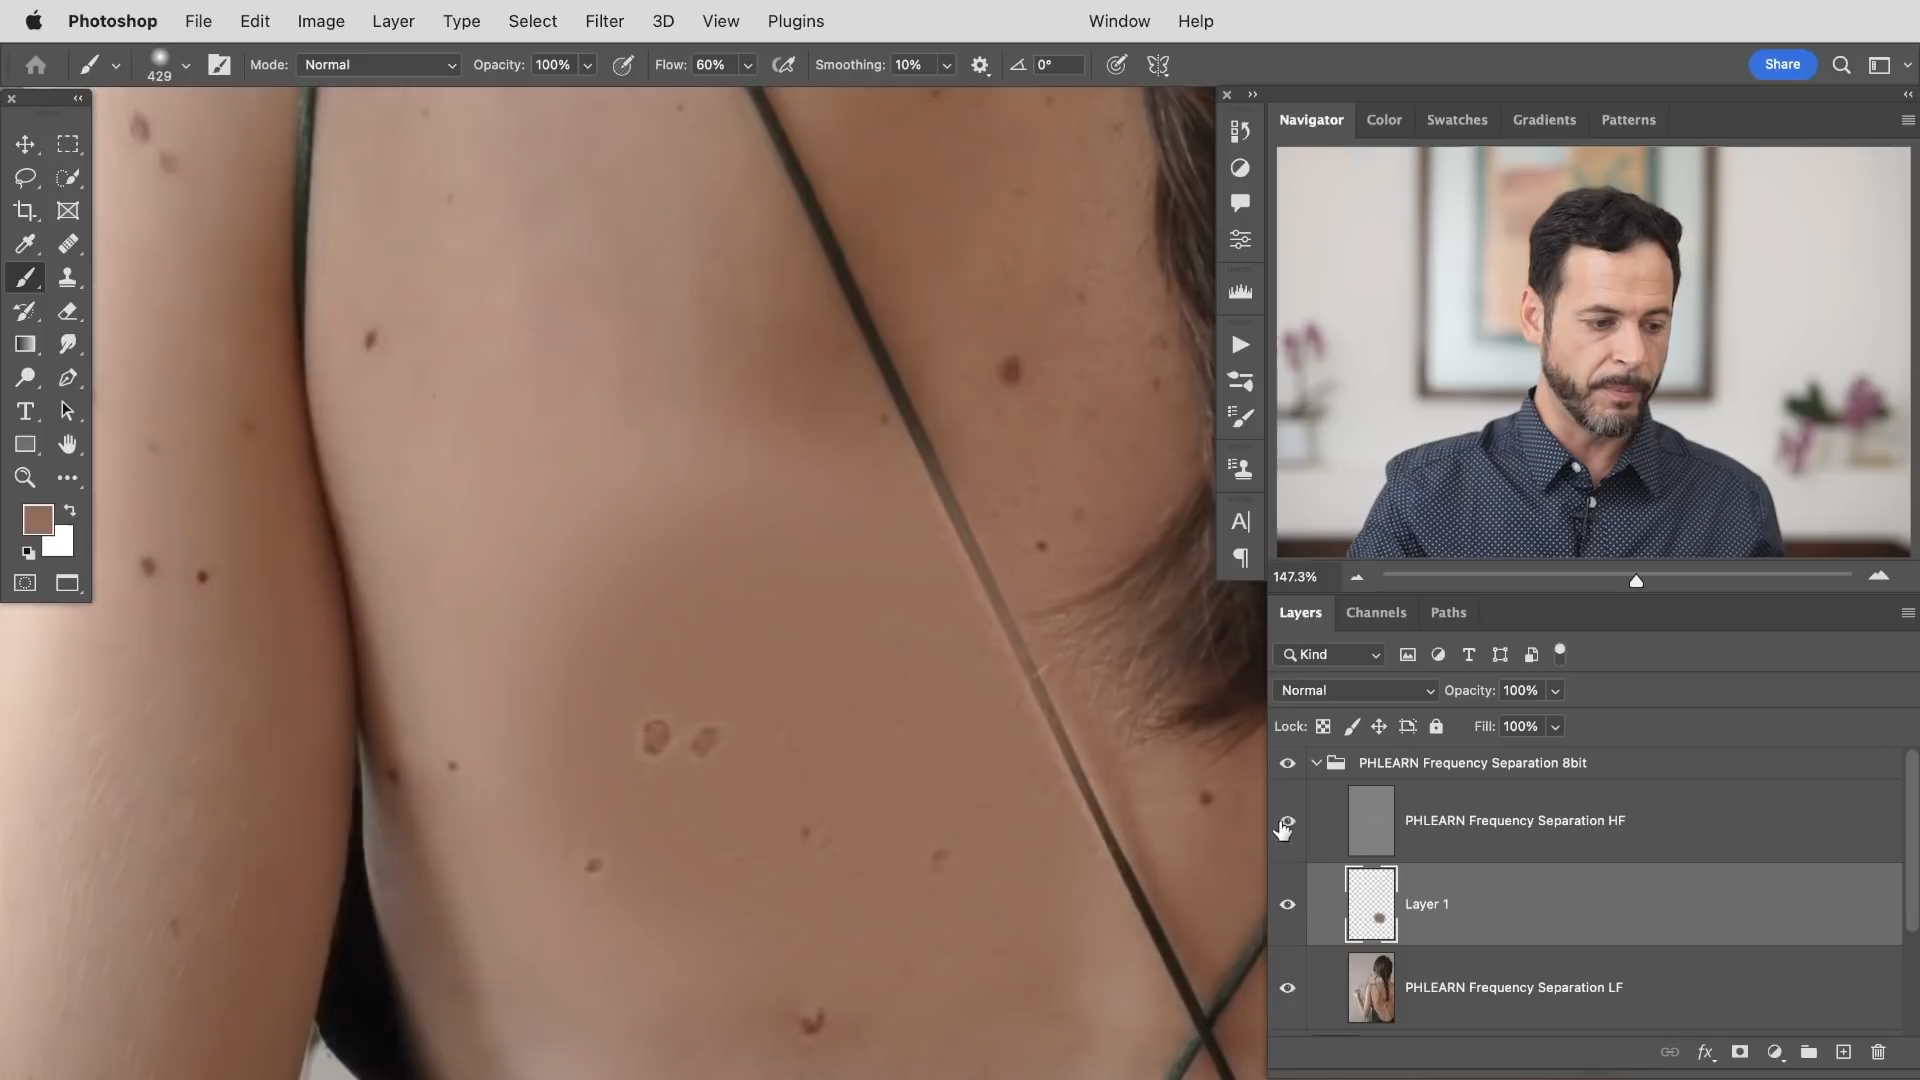 Photoshop File Edit Image Layer Type Select Filter 3D View Plugins Window Help
429 Mode: Normal Opacity: 100% Flow: 60% Smoothing: 10% 0° Share
Navigator Color Swatches Gradients Patterns
147.3%
Layers Channels Paths
Kind
Normal Opacity: 100%
Lock: Fill: 100%
PHLEARN Frequency Separation 8bit
PHLEARN Frequency Separation HF
Layer 1
PHLEARN Frequency Separation LF